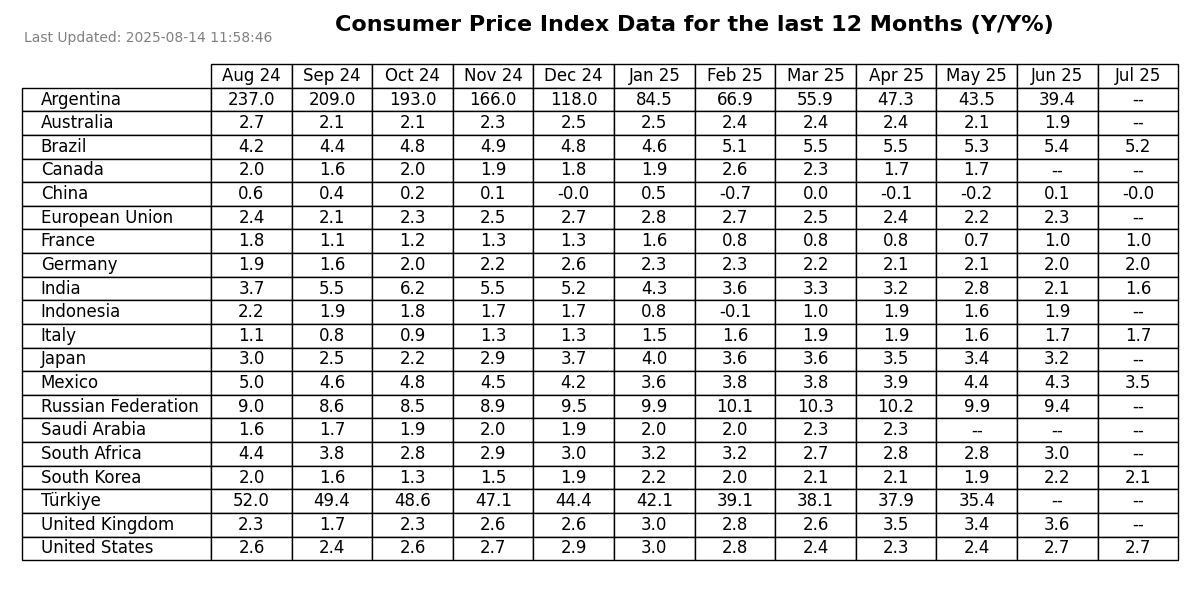 Consumer Price Index Data for the last 12 Months (Y/Y%)
Last Updated: 2025-08-14 11:58:46
Aug 24 Sep 24 Oct 24 Nov 24 Dec 24 Jan 25 Feb 25 Mar 25 Apr 25 May 25 Jun 25 Jul 25
Argentina 237.0 209.0 193.0 166.0 118.0 84.5 66.9 55.9 47.3 43.5 39.4 --
Australia 2.7 2.1 2.1 2.3 2.5 2.5 2.4 2.4 2.4 2.1 1.9 --
Brazil 4.2 4.4 4.8 4.9 4.8 4.6 5.1 5.5 5.5 5.3 5.4 5.2
Canada 2.0 1.6 2.0 1.9 1.8 1.9 2.6 2.3 1.7 1.7 -- --
China 0.6 0.4 0.2 0.1 -0.0 0.5 -0.7 0.0 -0.1 -0.2 0.1 -0.0
European Union 2.4 2.1 2.3 2.5 2.7 2.8 2.7 2.5 2.4 2.2 2.3 --
France 1.8 1.1 1.2 1.3 1.3 1.6 0.8 0.8 0.8 0.7 1.0 1.0
Germany 1.9 1.6 2.0 2.2 2.6 2.3 2.3 2.2 2.1 2.1 2.0 2.0
India 3.7 5.5 6.2 5.5 5.2 4.3 3.6 3.3 3.2 2.8 2.1 1.6
Indonesia 2.2 1.9 1.8 1.7 1.7 0.8 -0.1 1.0 1.9 1.6 1.9 --
Italy 1.1 0.8 0.9 1.3 1.3 1.5 1.6 1.9 1.9 1.6 1.7 1.7
Japan 3.0 2.5 2.2 2.9 3.7 4.0 3.6 3.6 3.5 3.4 3.2 --
Mexico 5.0 4.6 4.8 4.5 4.2 3.6 3.8 3.8 3.9 4.4 4.3 3.5
Russian Federation 9.0 8.6 8.5 8.9 9.5 9.9 10.1 10.3 10.2 9.9 9.4 --
Saudi Arabia 1.6 1.7 1.9 2.0 1.9 2.0 2.0 2.3 2.3 -- -- --
South Africa 4.4 3.8 2.8 2.9 3.0 3.2 3.2 2.7 2.8 2.8 3.0 --
South Korea 2.0 1.6 1.3 1.5 1.9 2.2 2.0 2.1 2.1 1.9 2.2 2.1
Türkiye 52.0 49.4 48.6 47.1 44.4 42.1 39.1 38.1 37.9 35.4 -- --
United Kingdom 2.3 1.7 2.3 2.6 2.6 3.0 2.8 2.6 3.5 3.4 3.6 --
United States 2.6 2.4 2.6 2.7 2.9 3.0 2.8 2.4 2.3 2.4 2.7 2.7